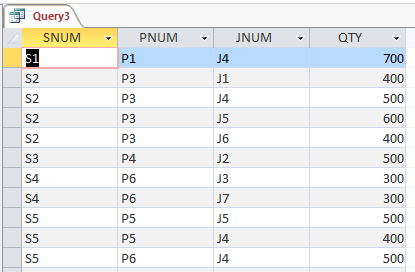 Query3
SNUM PNUM JNUM QTY
S1 P1 J4 700
S2 P3 J1 400
S2 P3 J4 500
S2 P3 J5 600
S2 P3 J6 400
S3 P4 J2 500
S4 P6 J3 300
S4 P6 J7 300
S5 P5 J5 500
S5 P5 J4 400
S5 P6 J4 500